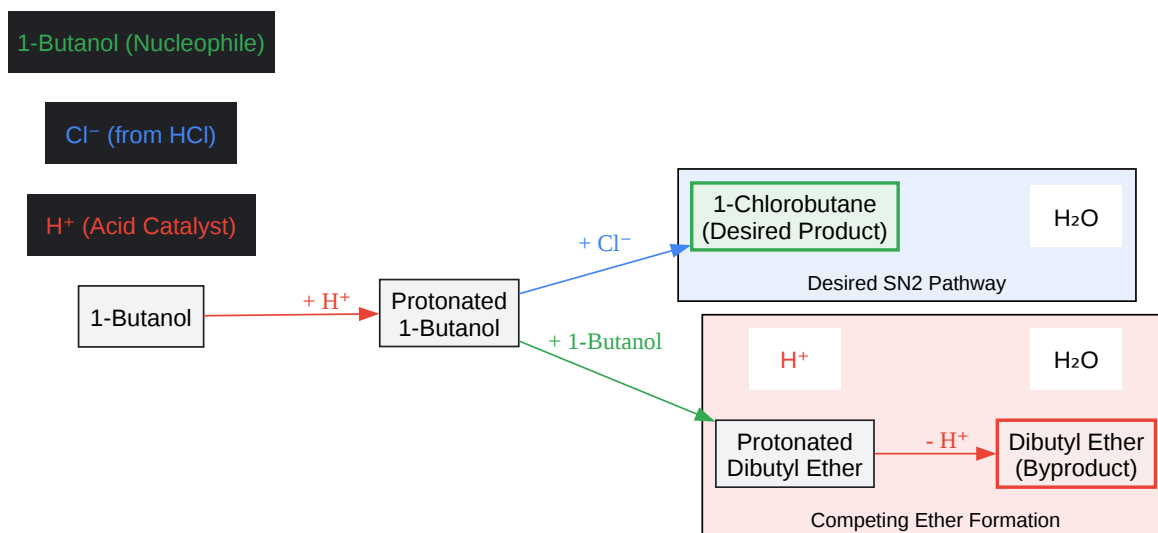 1-Butanol (Nucleophile)
Cl⁻ (from HCl)
H⁺ (Acid Catalyst)
1-Butanol
+ H⁺
Protonated
1-Butanol
+ Cl⁻
1-Chlorobutane
(Desired Product)
H₂O
Desired SN2 Pathway
+ 1-Butanol
H⁺
H₂O
Protonated
Dibutyl Ether
- H⁺
Dibutyl Ether
(Byproduct)
Competing Ether Formation